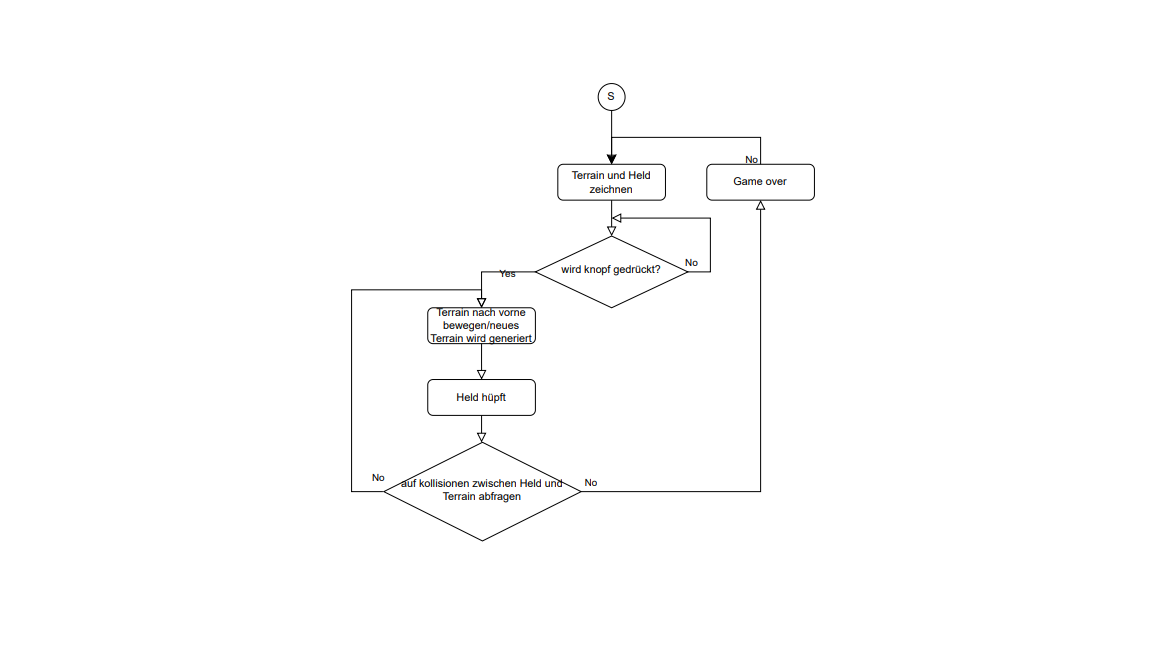 S
No
Terrain und Held
zeichnen
Game over
wird knopf gedrückt?
No
Yes
Terrain nach vorne
bewegen/neues
Terrain wird generiert
Held hüpft
No
auf kollisionen zwischen Held und
Terrain abfragen
No